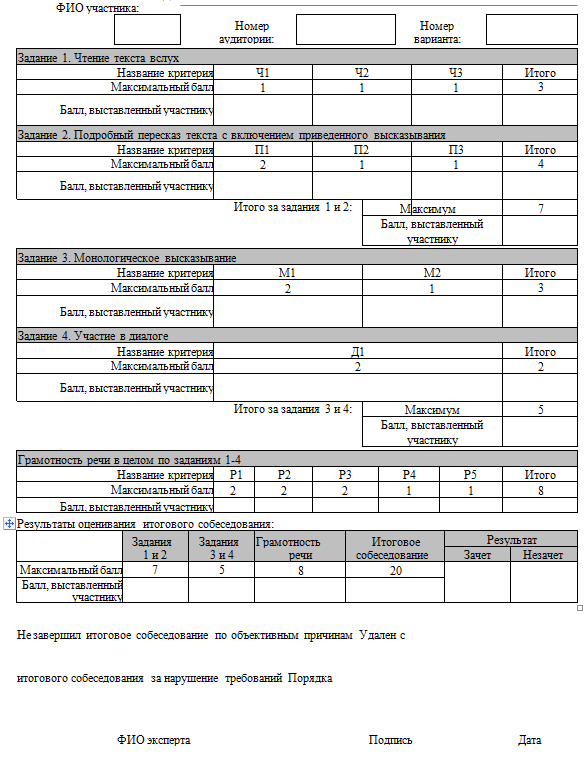 ФИО участника:
Номер аудитории: Номер варианта:
Задание 1. Чтение текста вслух
Название критерия Ч1 Ч2 Ч3 Итого
Максимальный балл 1 1 1 3
Балл, выставленный участнику
Задание 2. Подробный пересказ текста с включением приведенного высказывания
Название критерия П1 П2 П3 Итого
Максимальный балл 2 1 1 4
Балл, выставленный участнику
Итого за задания 1 и 2: Максимум 7
Балл, выставленный участнику
Задание 3. Монологическое высказывание
Название критерия М1 М2 Итого
Максимальный балл 2 1 3
Балл, выставленный участнику
Задание 4. Участие в диалоге
Название критерия Д1 Итого
Максимальный балл 2 2
Балл, выставленный участнику
Итого за задания 3 и 4: Максимум 5
Балл, выставленный участнику
Грамотность речи в целом по заданиям 1-4
Название критерия Р1 Р2 Р3 Р4 Р5 Итого
Максимальный балл 2 2 2 1 1 8
Балл, выставленный участнику
Результаты оценивания итогового собеседования:
Задания 1 и 2 Задания 3 и 4 Грамотность речи Итоговое собеседование Результат
Зачет Незачет
Максимальный балл 7 5 8 20
Балл, выставленный участнику
Не завершил итоговое собеседование по объективным причинам Удален с
итогового собеседования за нарушение требований Порядка
ФИО эксперта Подпись Дата